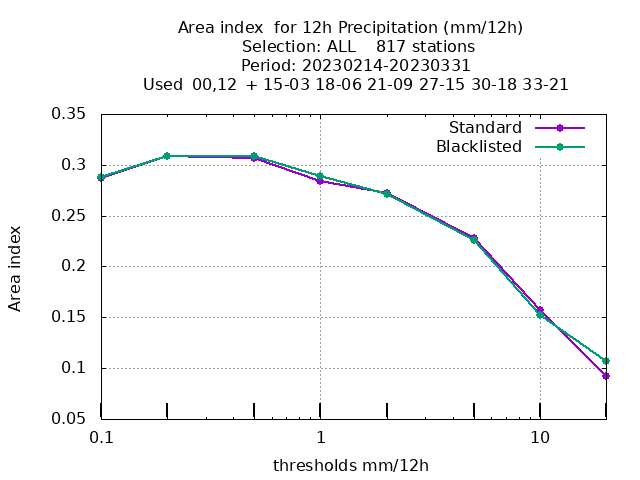 Area index  for 12h Precipitation (mm/12h)
Selection: ALL    817 stations
Period: 20230214-20230331
Used  00,12  + 15-03 18-06 21-09 27-15 30-18 33-21
Standard
Blacklisted
0.35
0.3
0.25
0.2
0.15
0.1
0.05
Area index
0.1 1 10
thresholds mm/12h